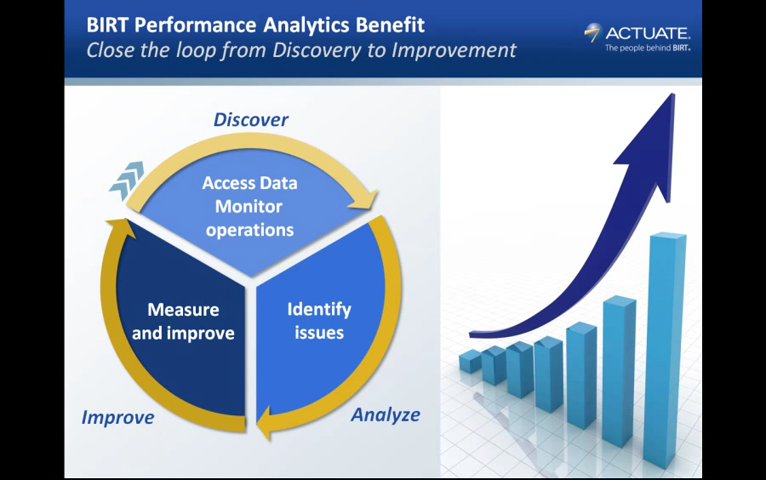 BIRT Performance Analytics Benefit
Close the loop from Discovery to Improvement
ACTUATE.
The people behind BIRT.
Discover
Access Data
Monitor
operations
Measure
and improve
Identify
issues
Improve
Analyze